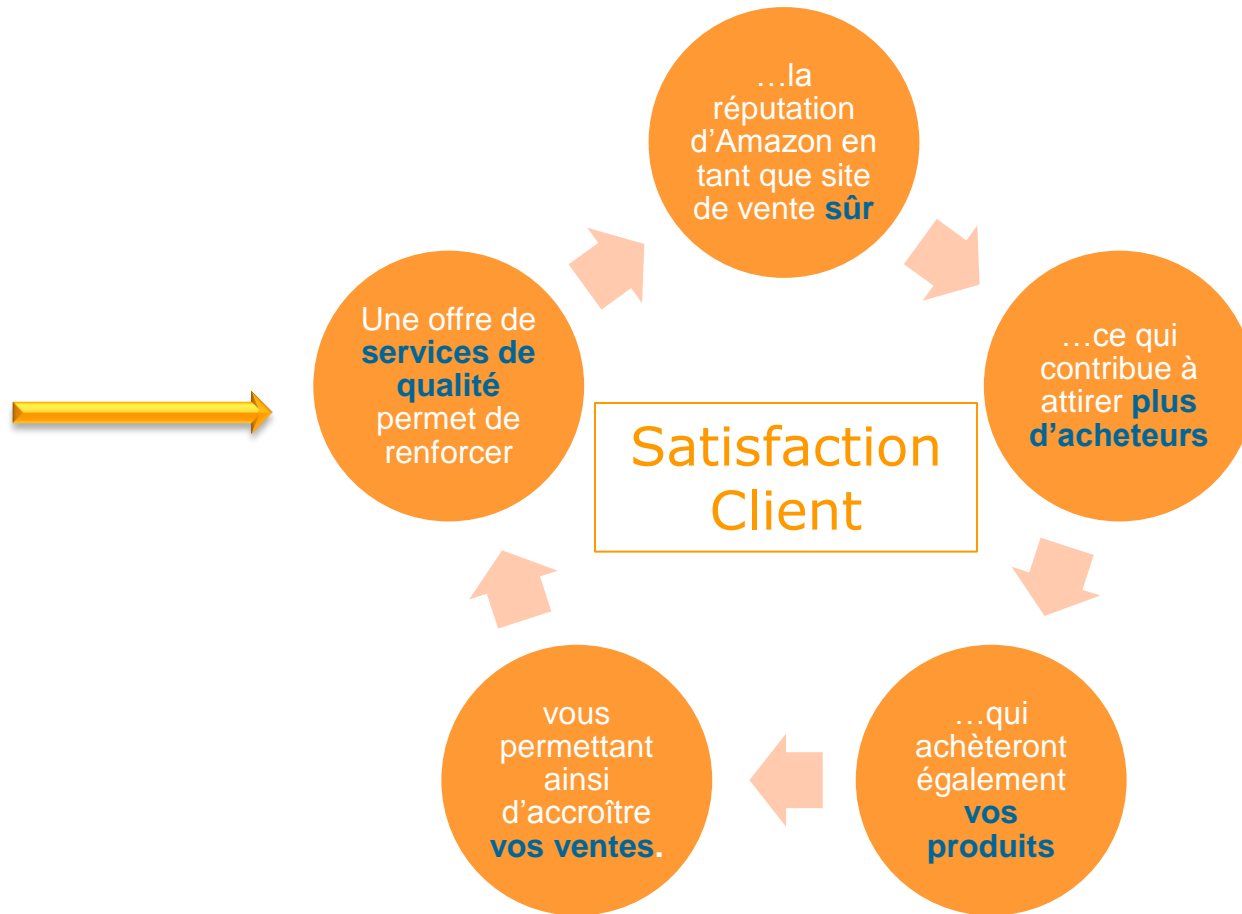 Une offre de
services de
qualité
permet de
renforcer
…la
réputation
d’Amazon en
tant que site
de vente sûr
…ce qui
contribue à
attirer plus
d’acheteurs
…qui
achèteront
également
vos
produits
vous
permettant
ainsi
d’accroître
vos ventes.
Satisfaction
Client